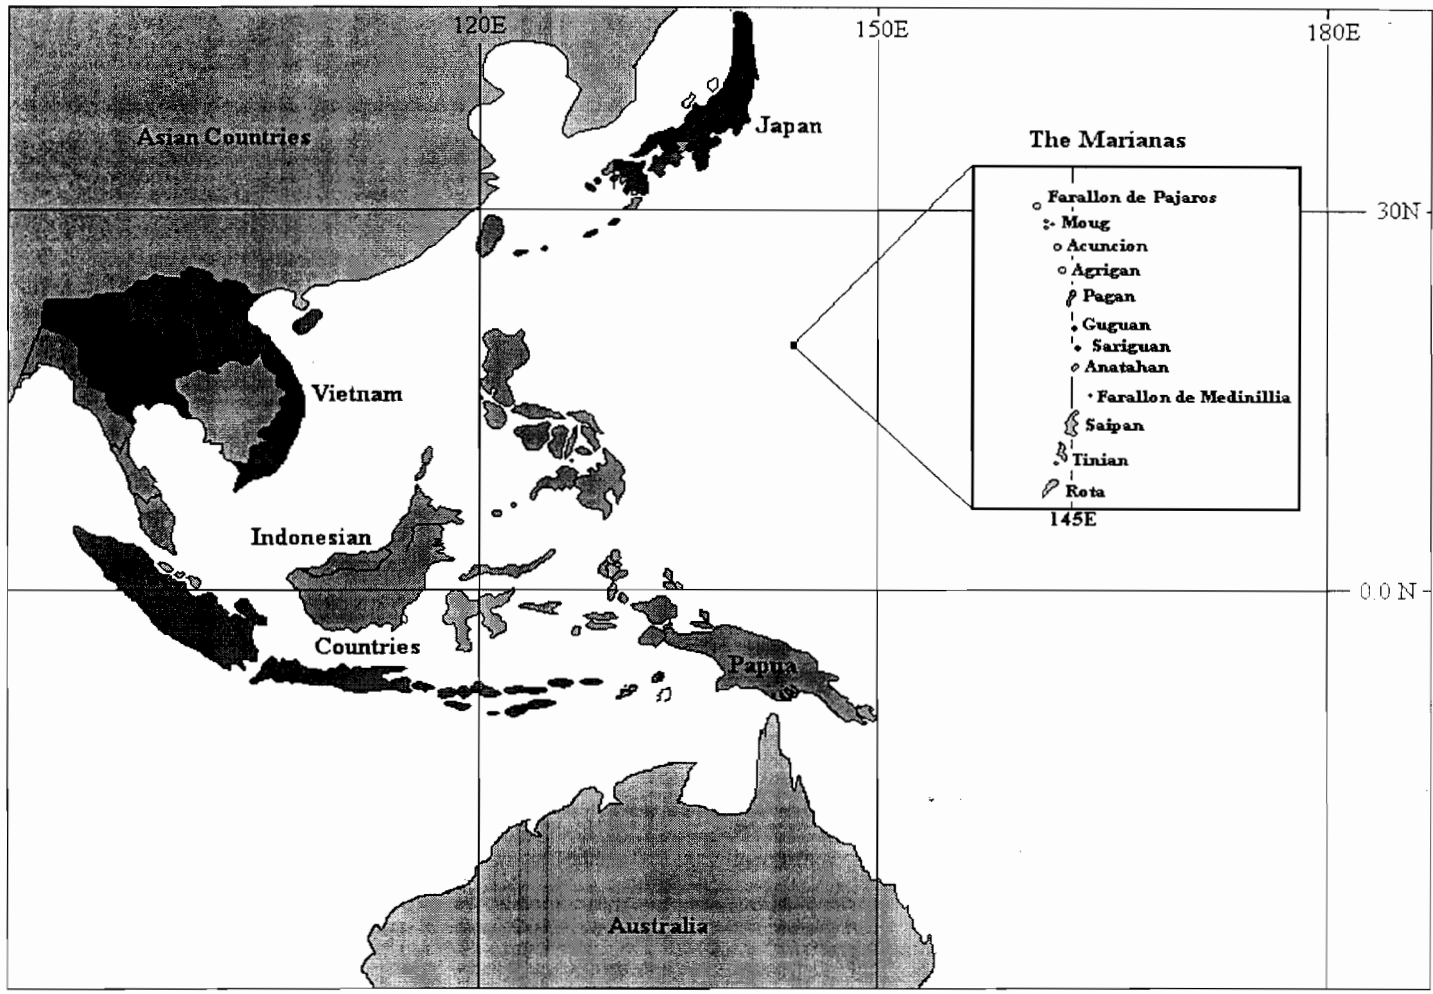 120E
150E
180E
Asian Countries
Japan
The Marianas
Farallon de Pajaros
30N
Moug
Acuncion
Agrigan
Pagan
Guguan
Sariguan
Anatahan
Vietnam
Farallon de Medinillia
Saipan
Tinian
Rota
145E
Indonesian
0.0 N
Countries
Papua
Australia